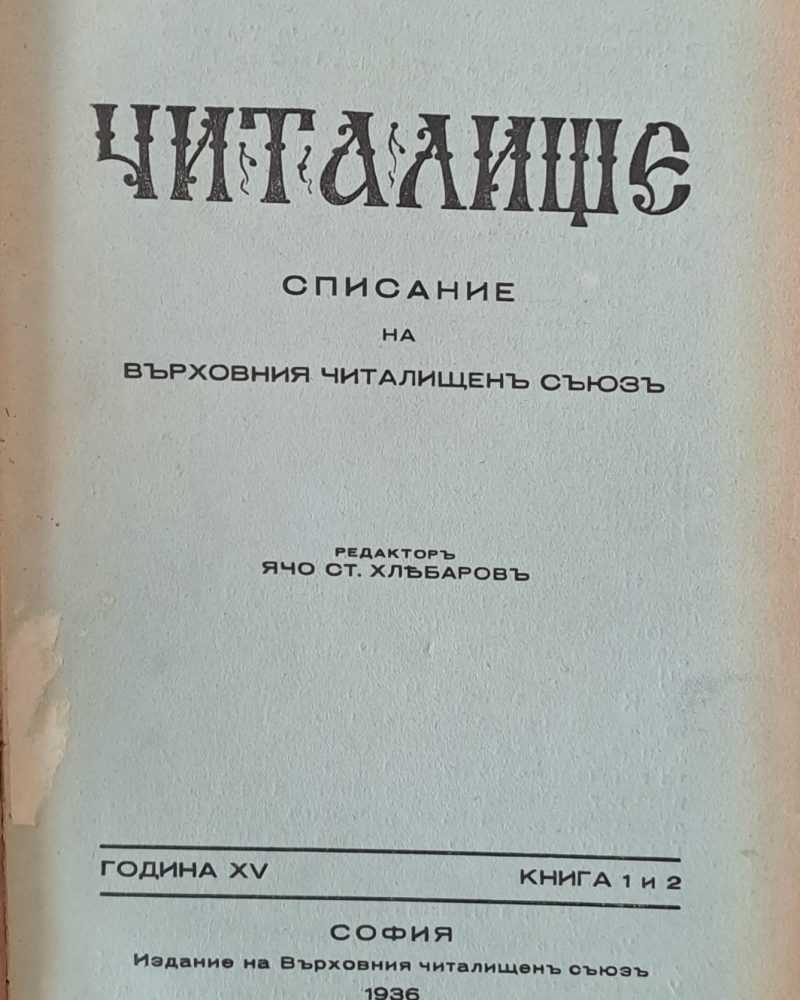 ЧИТАЛИЩЕ
СПИСАНИЕ
НА
ВЪРХОВНИЯ ЧИТАЛИЩЕНЪ СЪЮЗЪ
РЕДАКТОРЪ
ЯЧО СТ. ХЛѢБАРОВЪ
ГОДИНА XV КНИГА 1 и 2
СОФИЯ
Издание на Върховния читалищенъ съюзъ
1936